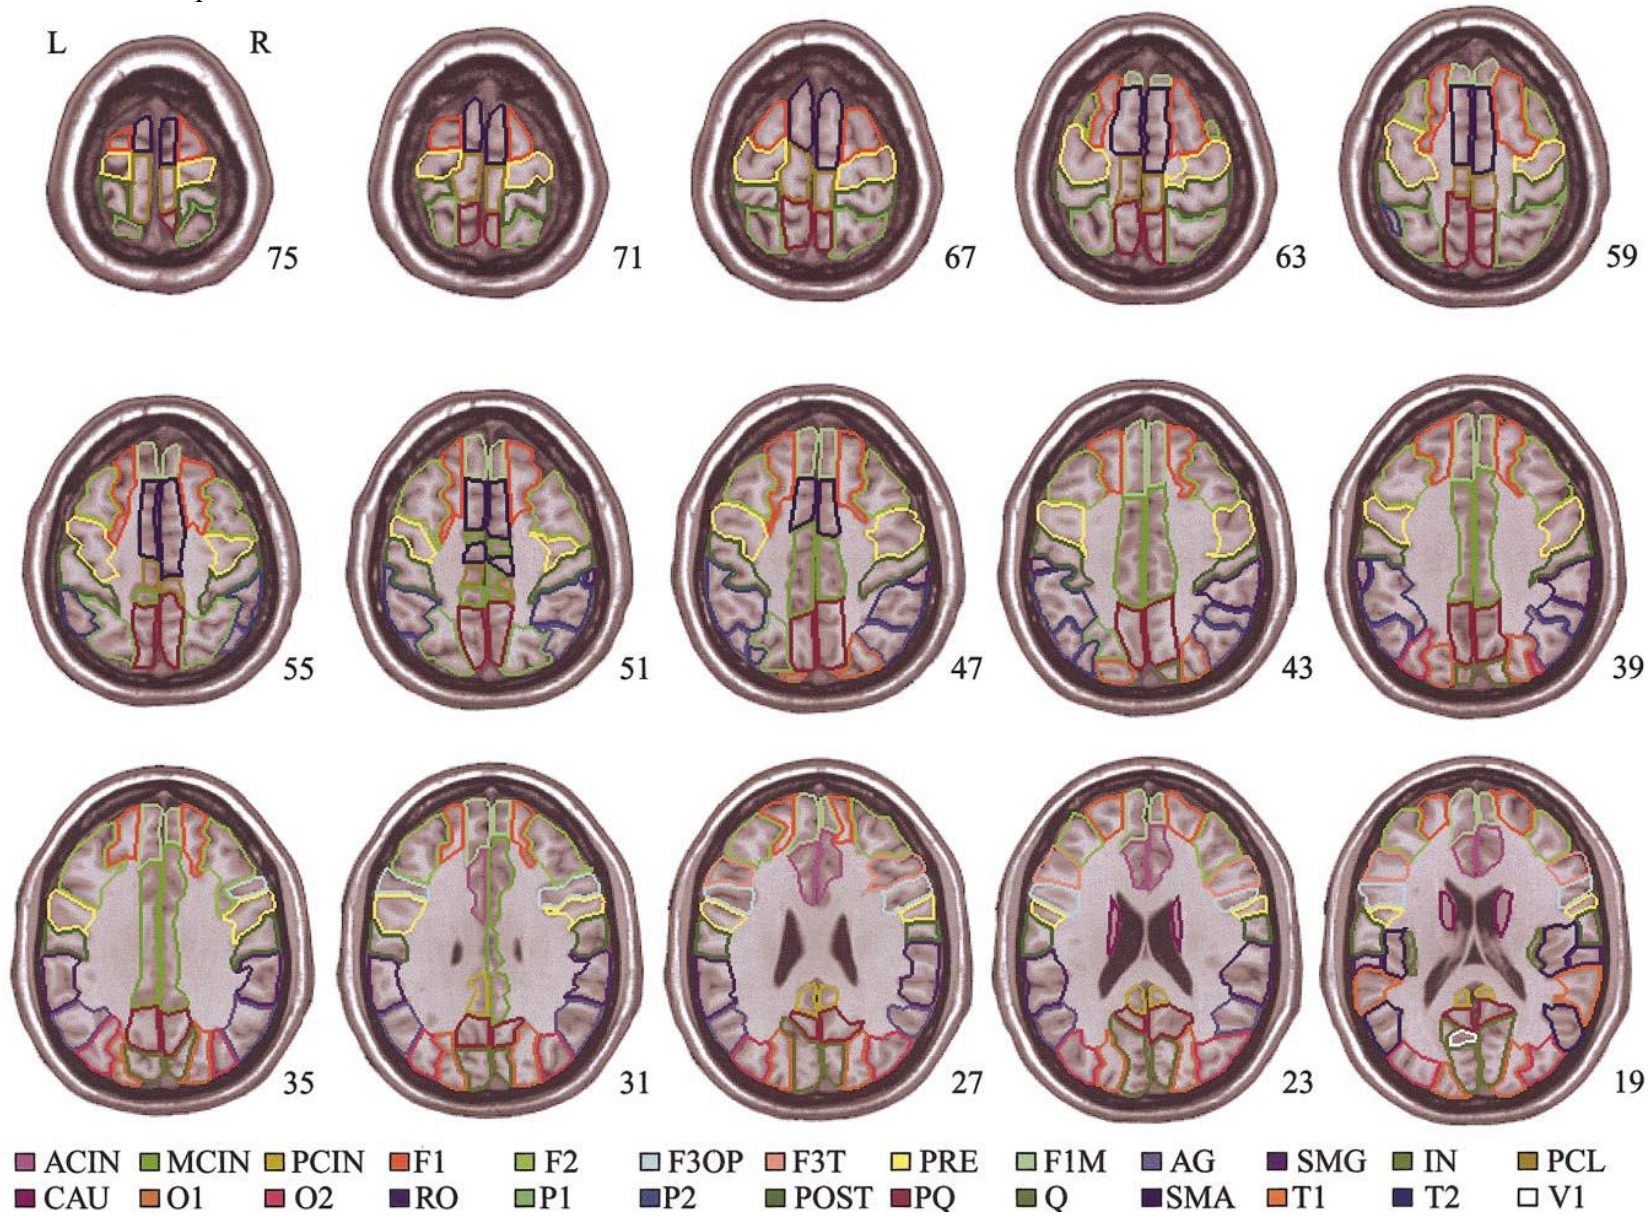 L R
75 71 67 63 59
55 51 47 43 39
35 31 27 23 19
ACIN MCIN PCIN F1 F2 F3OP F3T PRE F1M AG SMG IN PCL
CAU O1 O2 RO P1 P2 POST PQ Q SMA T1 T2 V1